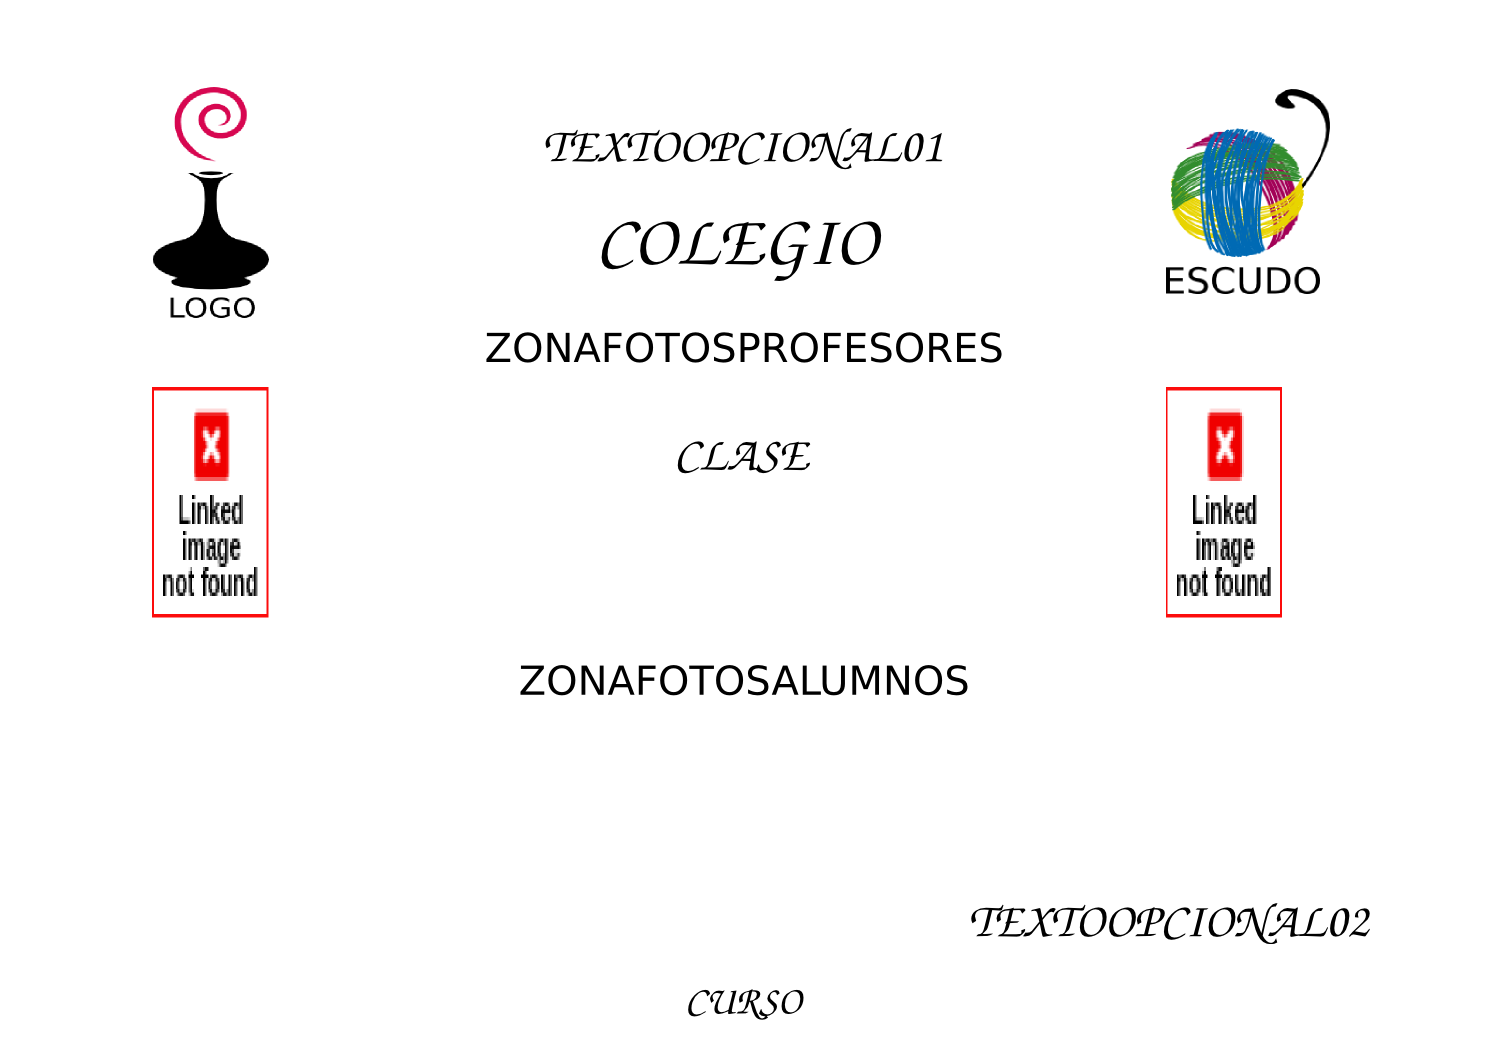 TEXTOOPCIONAL01
COLEGIO
LOGO
ESCUDO
ZONAFOTOSPROFESORES
X
Linked
image
not found
CLASE
X
Linked
image
not found
ZONAFOTOSALUMNOS
TEXTOOPCIONAL02
CURSO